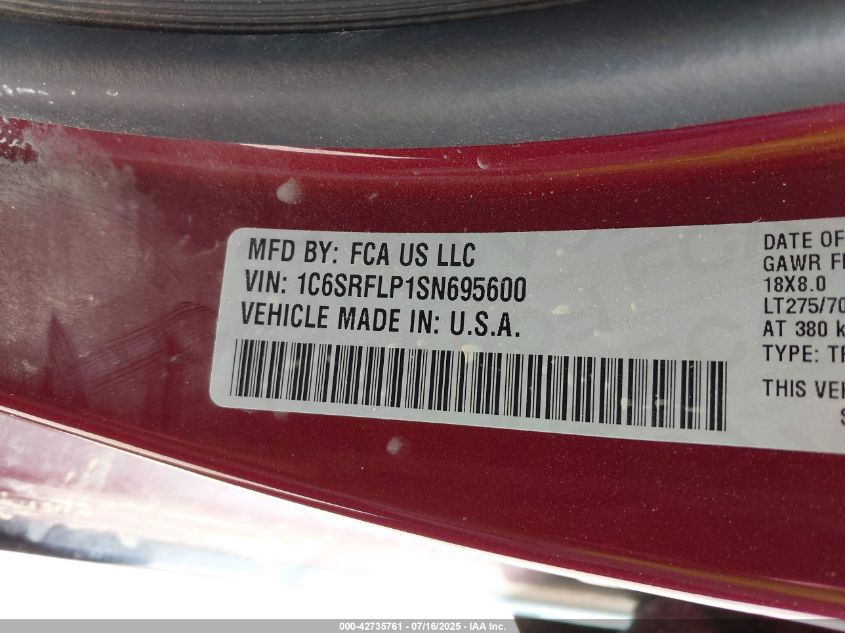 MFD BY: FCA US LLC
VIN: 1C6SRFLP1SN695600
VEHICLE MADE IN: U.S.A.
DATE OF
GAWR
18X8.0
LT275/70
AT 380
TYPE:
THIS
000-42735761 - 07/16/2025 - IAA Inc.